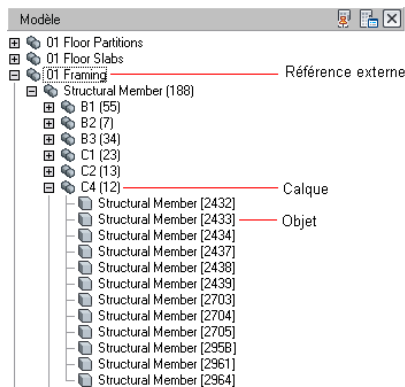 Modèle
01 Floor Partitions
01 Floor Slabs
01 Framing Référence externe
Structural Member (188)
B1 (55)
B2 (7)
B3 (34)
C1 (23)
C2 (13)
C4 (12) Calque
Structural Member [2432]
Structural Member [2433] Objet
Structural Member [2434]
Structural Member [2437]
Structural Member [2438]
Structural Member [2439]
Structural Member [2703]
Structural Member [2704]
Structural Member [2705]
Structural Member [295B]
Structural Member [2961]
Structural Member [2964]